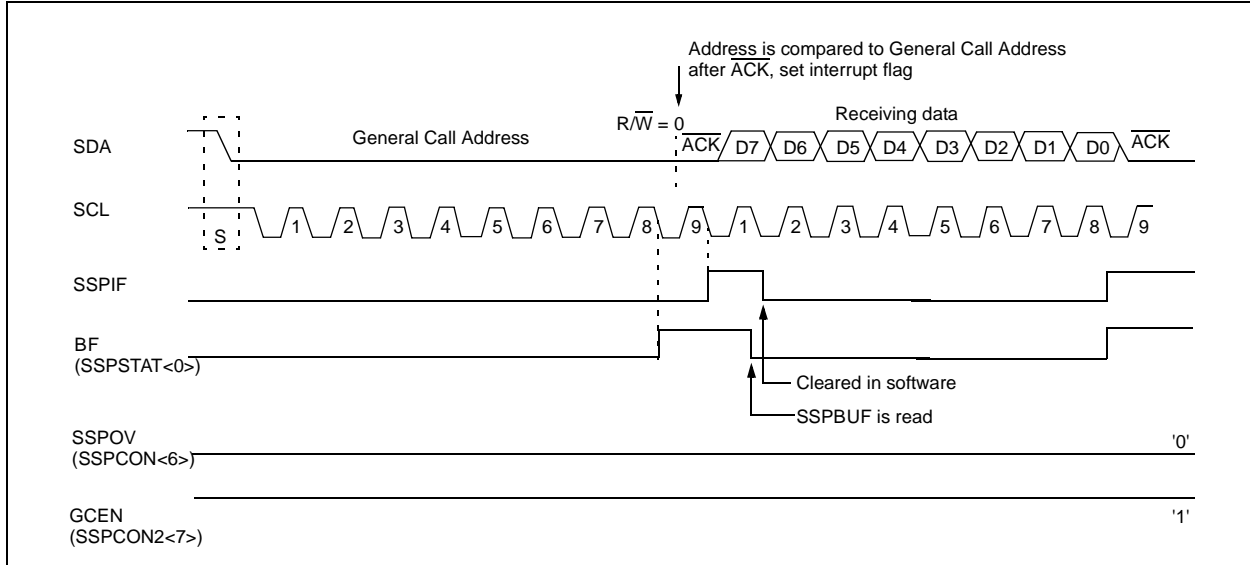 Address is compared to General Call Address
after ACK, set interrupt flag
R/W = 0
Receiving data
General Call Address
SDA
ACK D7 D6 D5 D4 D3 D2 D1 D0 ACK
SCL
S
1 2 3 4 5 6 7 8 9 1 2 3 4 5 6 7 8 9
SSPIF
BF
(SSPSTAT<0>)
Cleared in software
SSPBUF is read
SSPOV
(SSPCON<6>)
'0'
GCEN
(SSPCON2<7>)
'1'